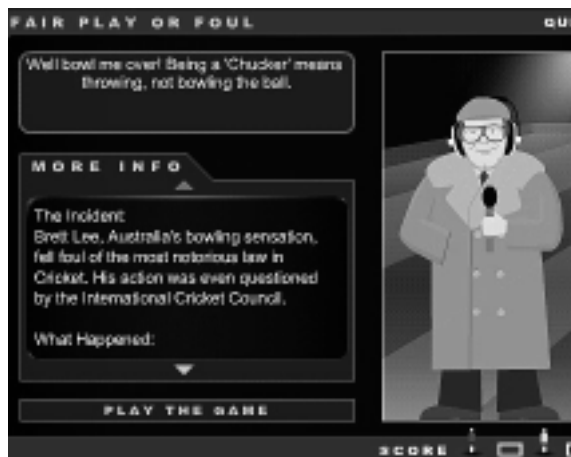 FAIR PLAY OR FOUL
Well bowl me over! Being a 'Chucker' means
throwing, not bowling the ball.
MORE INFO
The Incident:
Brett Lee, Australia's bowling sensation,
fell foul of the most notorious law in
Cricket. His action was even questioned
by the International Cricket Council.
What Happened:
PLAY THE GAME
SCORE